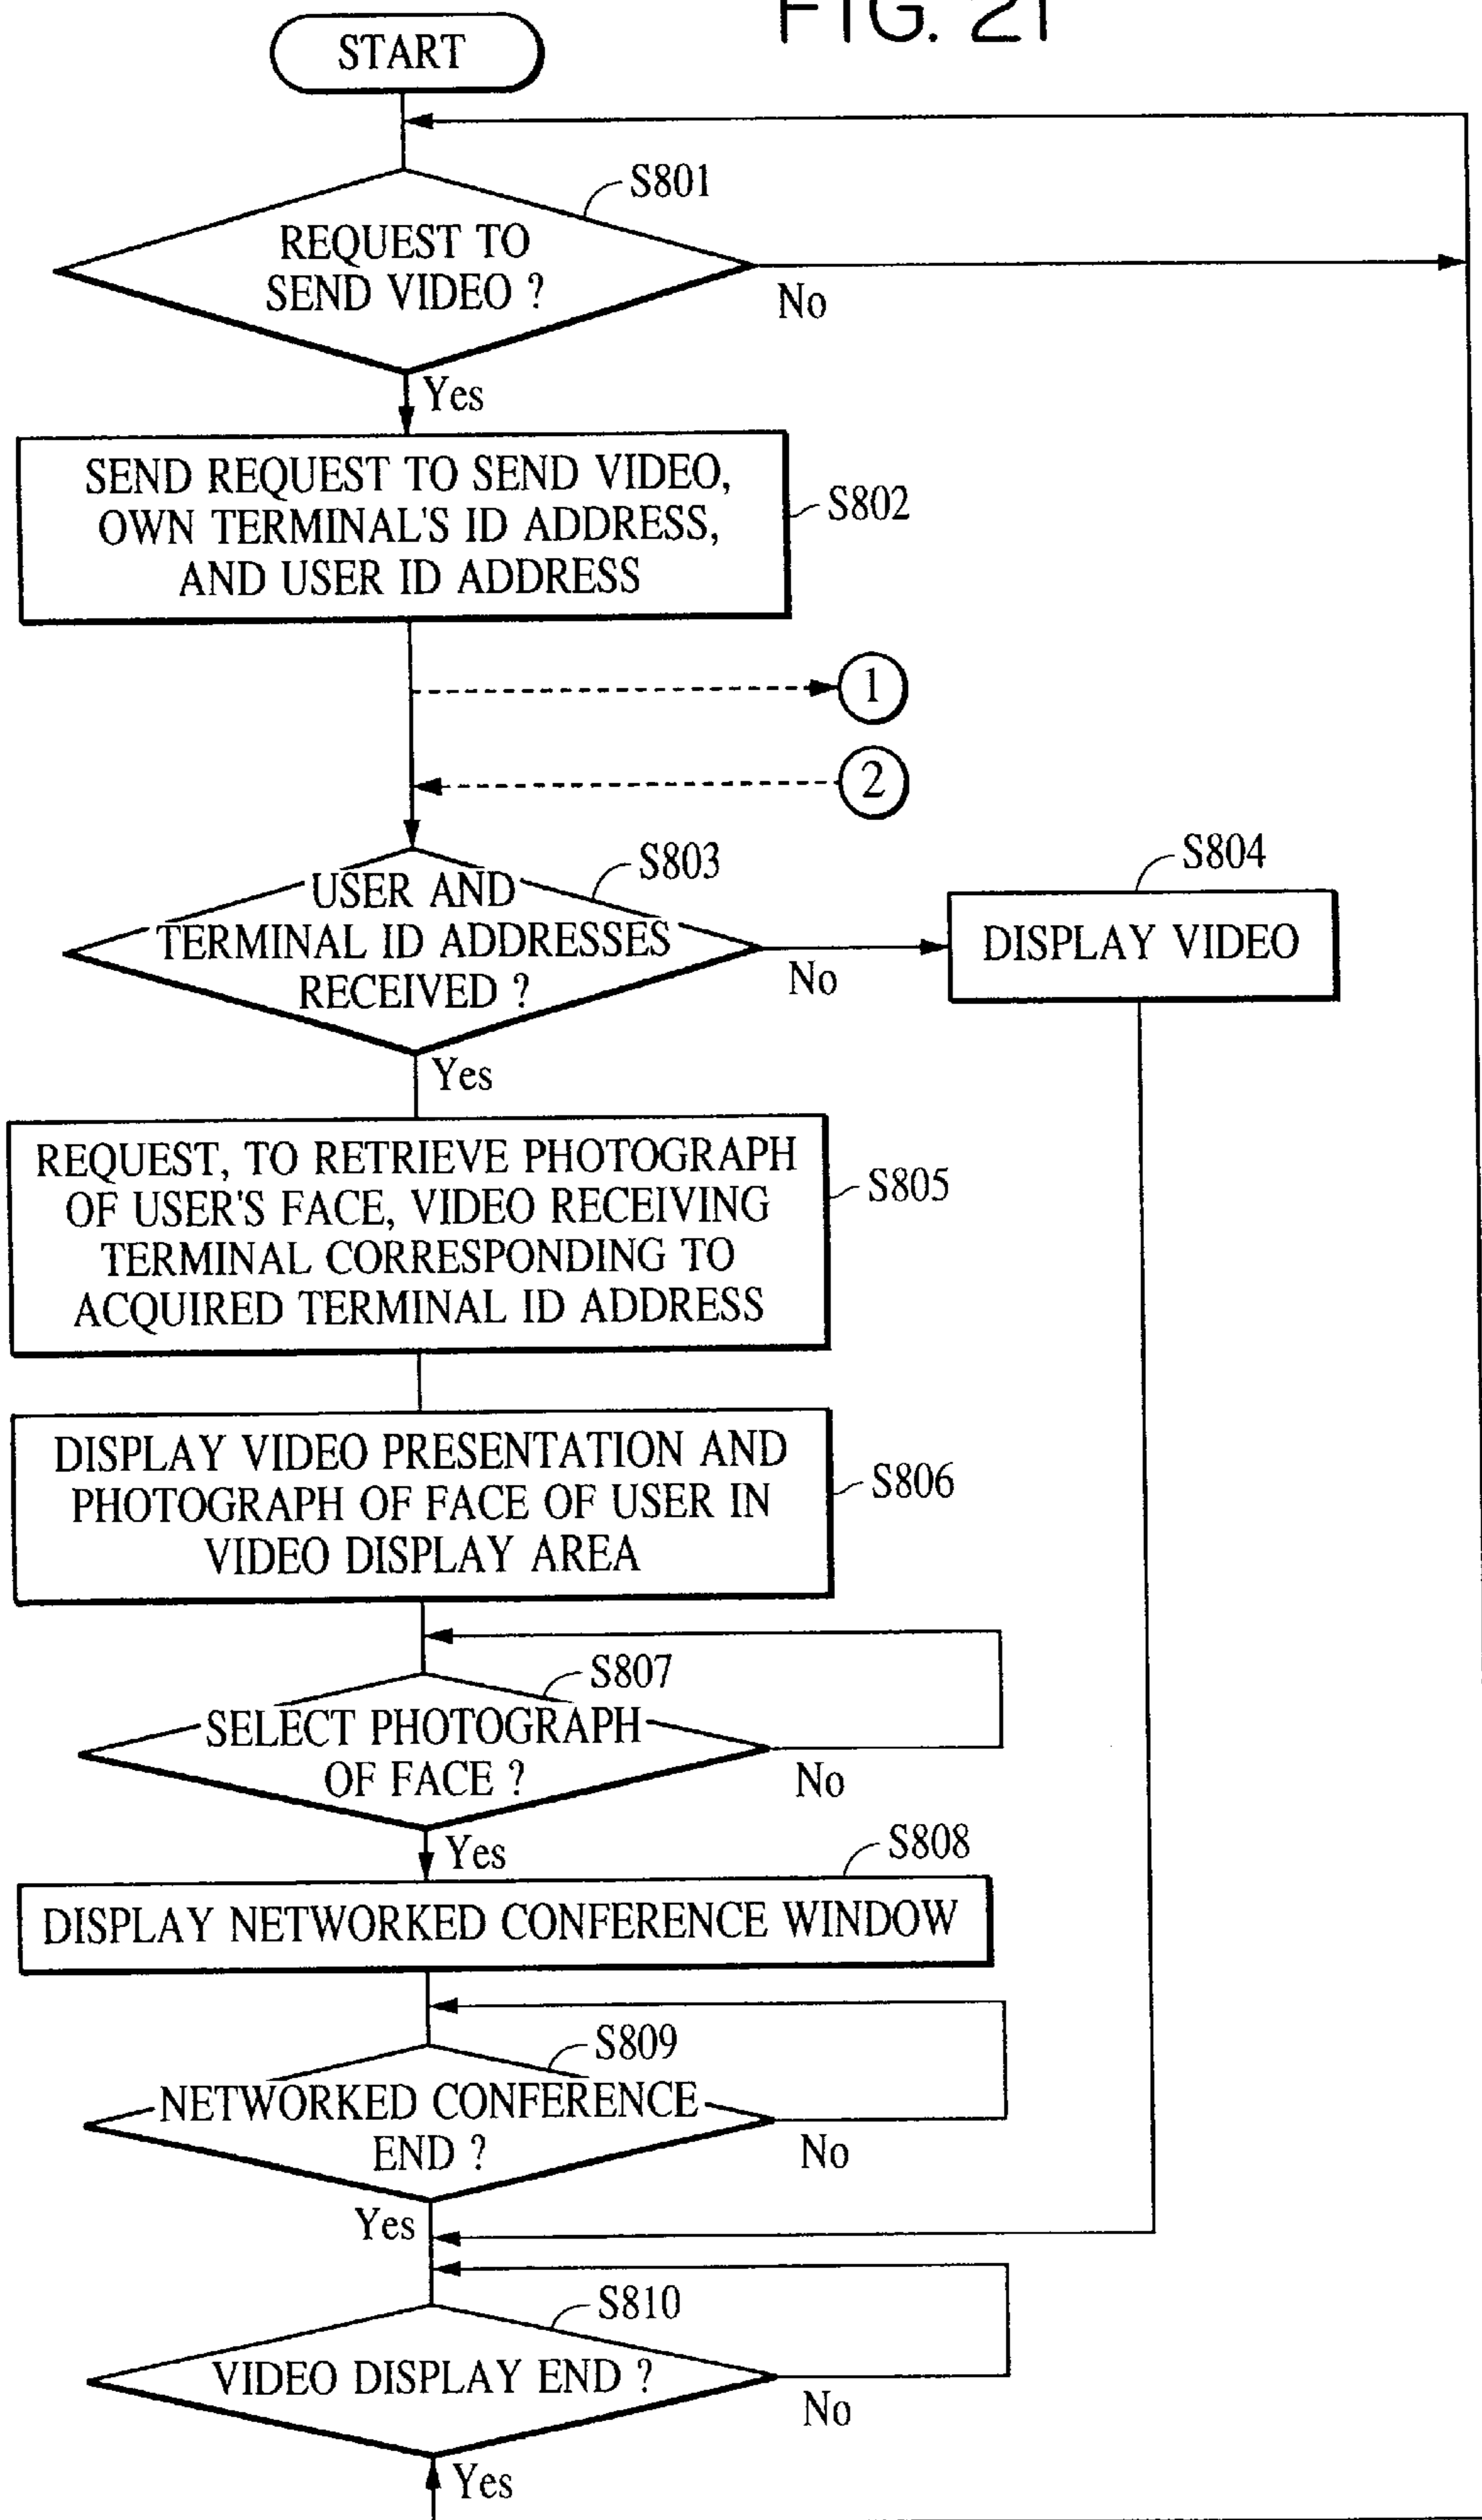 FIG. 21
START
S801
REQUEST TO
SEND VIDEO ?
No
Yes
SEND REQUEST TO SEND VIDEO,
OWN TERMINAL'S ID ADDRESS,
AND USER ID ADDRESS
S802
1
2
S803
USER AND
TERMINAL ID ADDRESSES
RECEIVED ?
No
S804
DISPLAY VIDEO
Yes
REQUEST, TO RETRIEVE PHOTOGRAPH
OF USER'S FACE, VIDEO RECEIVING
TERMINAL CORRESPONDING TO
ACQUIRED TERMINAL ID ADDRESS
S805
DISPLAY VIDEO PRESENTATION AND
PHOTOGRAPH OF FACE OF USER IN
VIDEO DISPLAY AREA
S806
S807
SELECT PHOTOGRAPH
OF FACE ?
No
Yes
S808
DISPLAY NETWORKED CONFERENCE WINDOW
S809
NETWORKED CONFERENCE
END ?
No
Yes
S810
VIDEO DISPLAY END ?
No
Yes